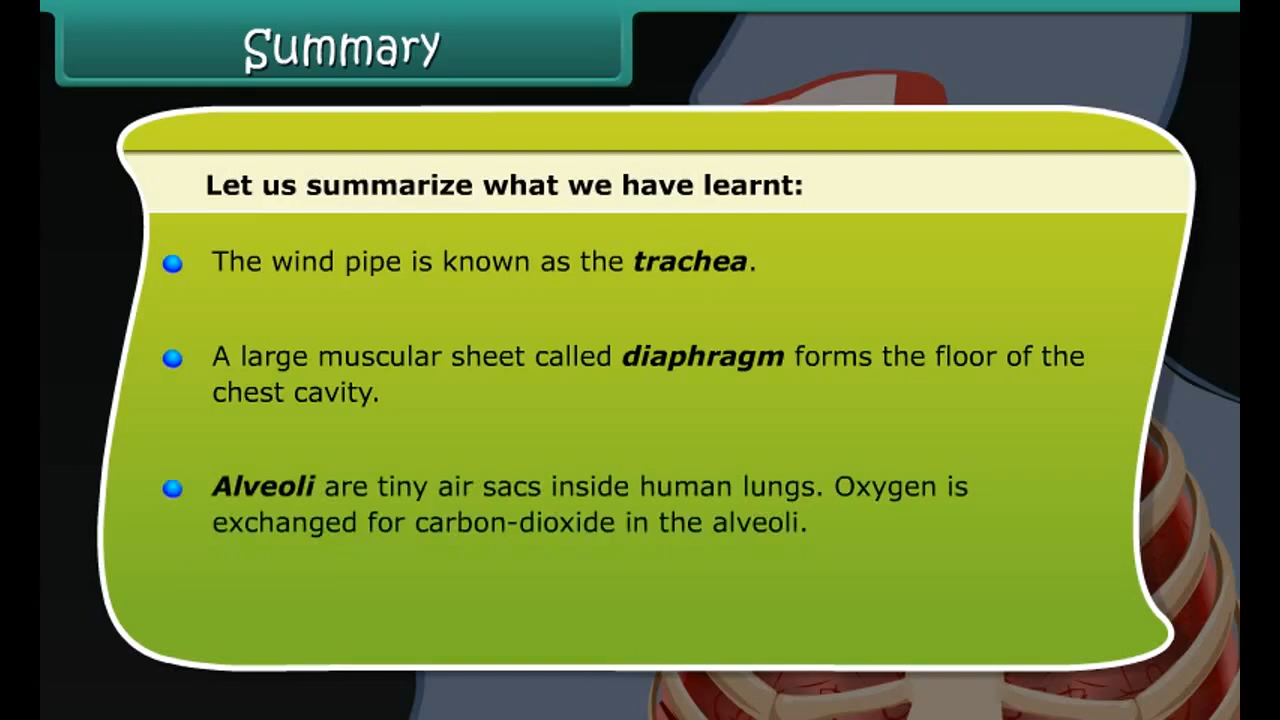 Summary
Let us summarize what we have learnt:
The wind pipe is known as the trachea.
A large muscular sheet called diaphragm forms the floor of the
chest cavity.
Alveoli are tiny air sacs inside human lungs. Oxygen is
exchanged for carbon-dioxide in the alveoli.